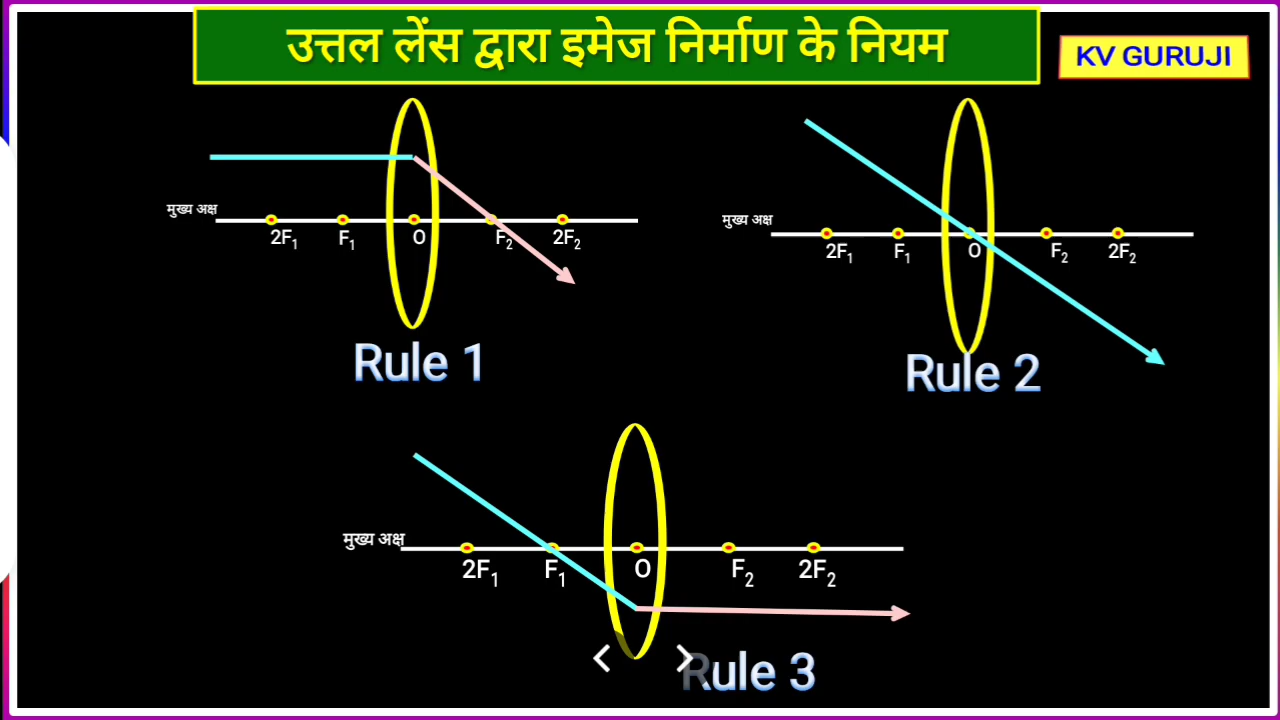 उत्तल लेंस द्वारा इमेज निर्माण के नियम
KV GURUJI
मुख्य अक्ष
2F₁ F₁ O F₂ 2F₂
Rule 1
मुख्य अक्ष
2F₁ F₁ O F₂ 2F₂
Rule 2
मुख्य अक्ष
2F₁ F₁ O F₂ 2F₂
Rule 3